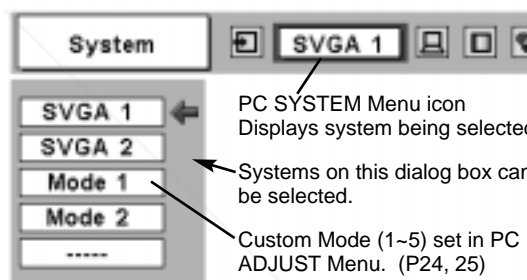 System
SVGA 1
PC SYSTEM Menu icon
Displays system being selected
SVGA 1
SVGA 2
Systems on this dialog box can
be selected.
Mode 1
Mode 2
Custom Mode (1~5) set in PC
ADJUST Menu. (P24, 25)
-----